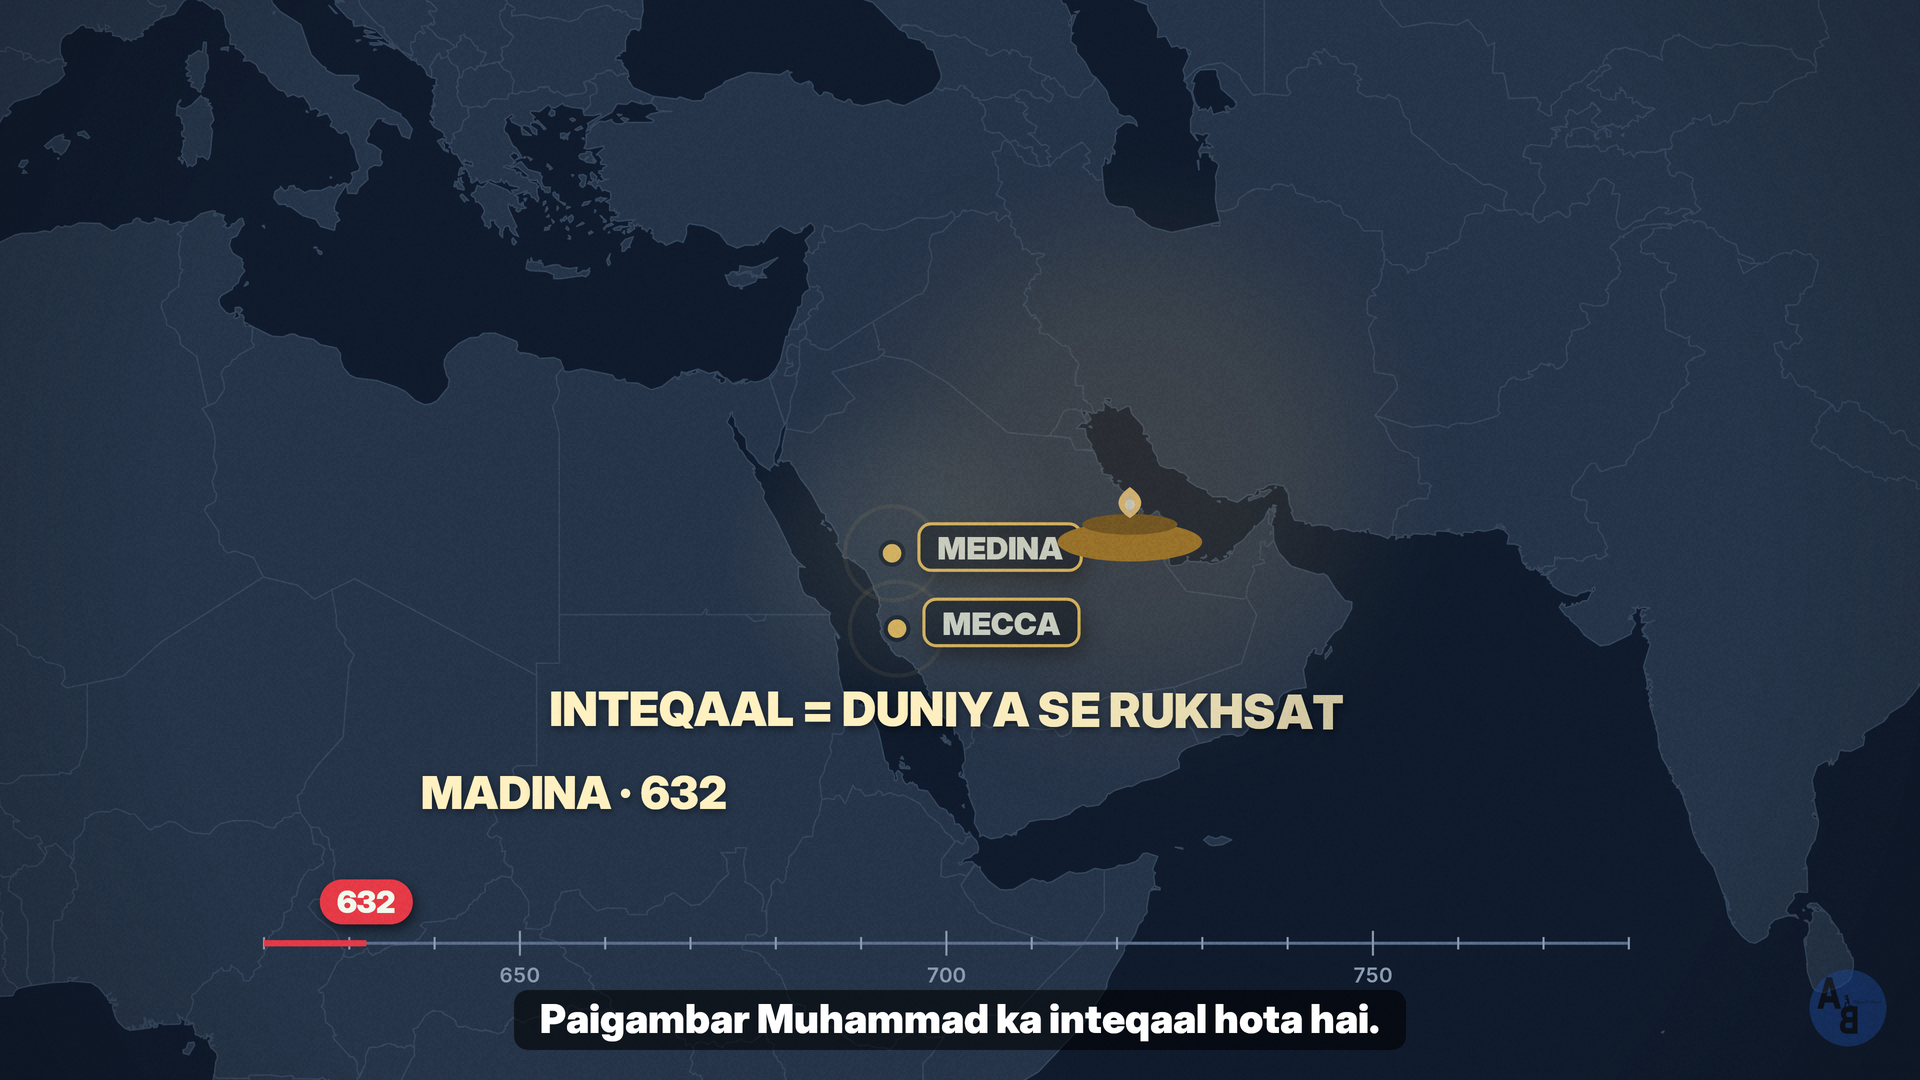 MEDINA
MECCA
INTEQAAL = DUNIYA SE RUKHSAT
MADINA · 632
632
650 700 750
Paigambar Muhammad ka inteqaal hota hai.
A
B